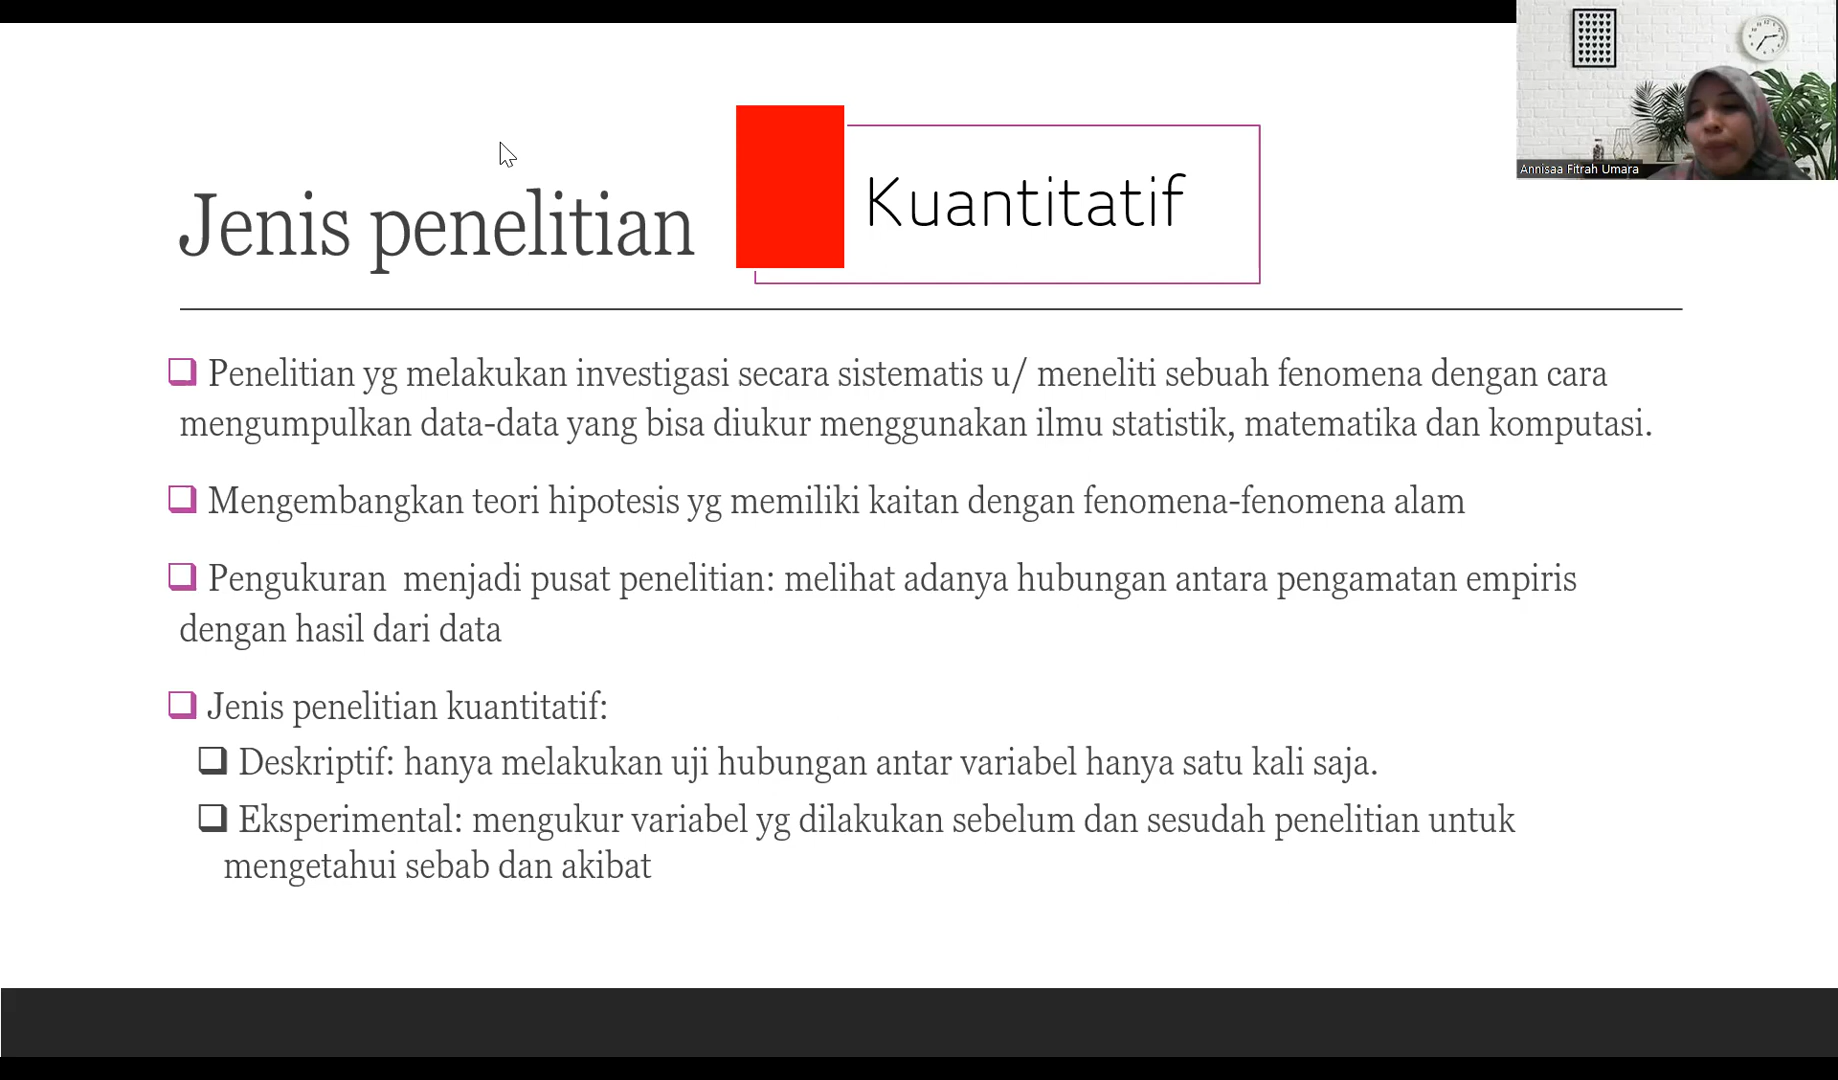 Annisaa Fitrah Umara
Jenis penelitian
Kuantitatif
Penelitian yg melakukan investigasi secara sistematis u/ meneliti sebuah fenomena dengan cara
mengumpulkan data-data yang bisa diukur menggunakan ilmu statistik, matematika dan komputasi.
Mengembangkan teori hipotesis yg memiliki kaitan dengan fenomena-fenomena alam
Pengukuran menjadi pusat penelitian: melihat adanya hubungan antara pengamatan empiris
dengan hasil dari data
Jenis penelitian kuantitatif:
Deskriptif: hanya melakukan uji hubungan antar variabel hanya satu kali saja.
Eksperimental: mengukur variabel yg dilakukan sebelum dan sesudah penelitian untuk
mengetahui sebab dan akibat